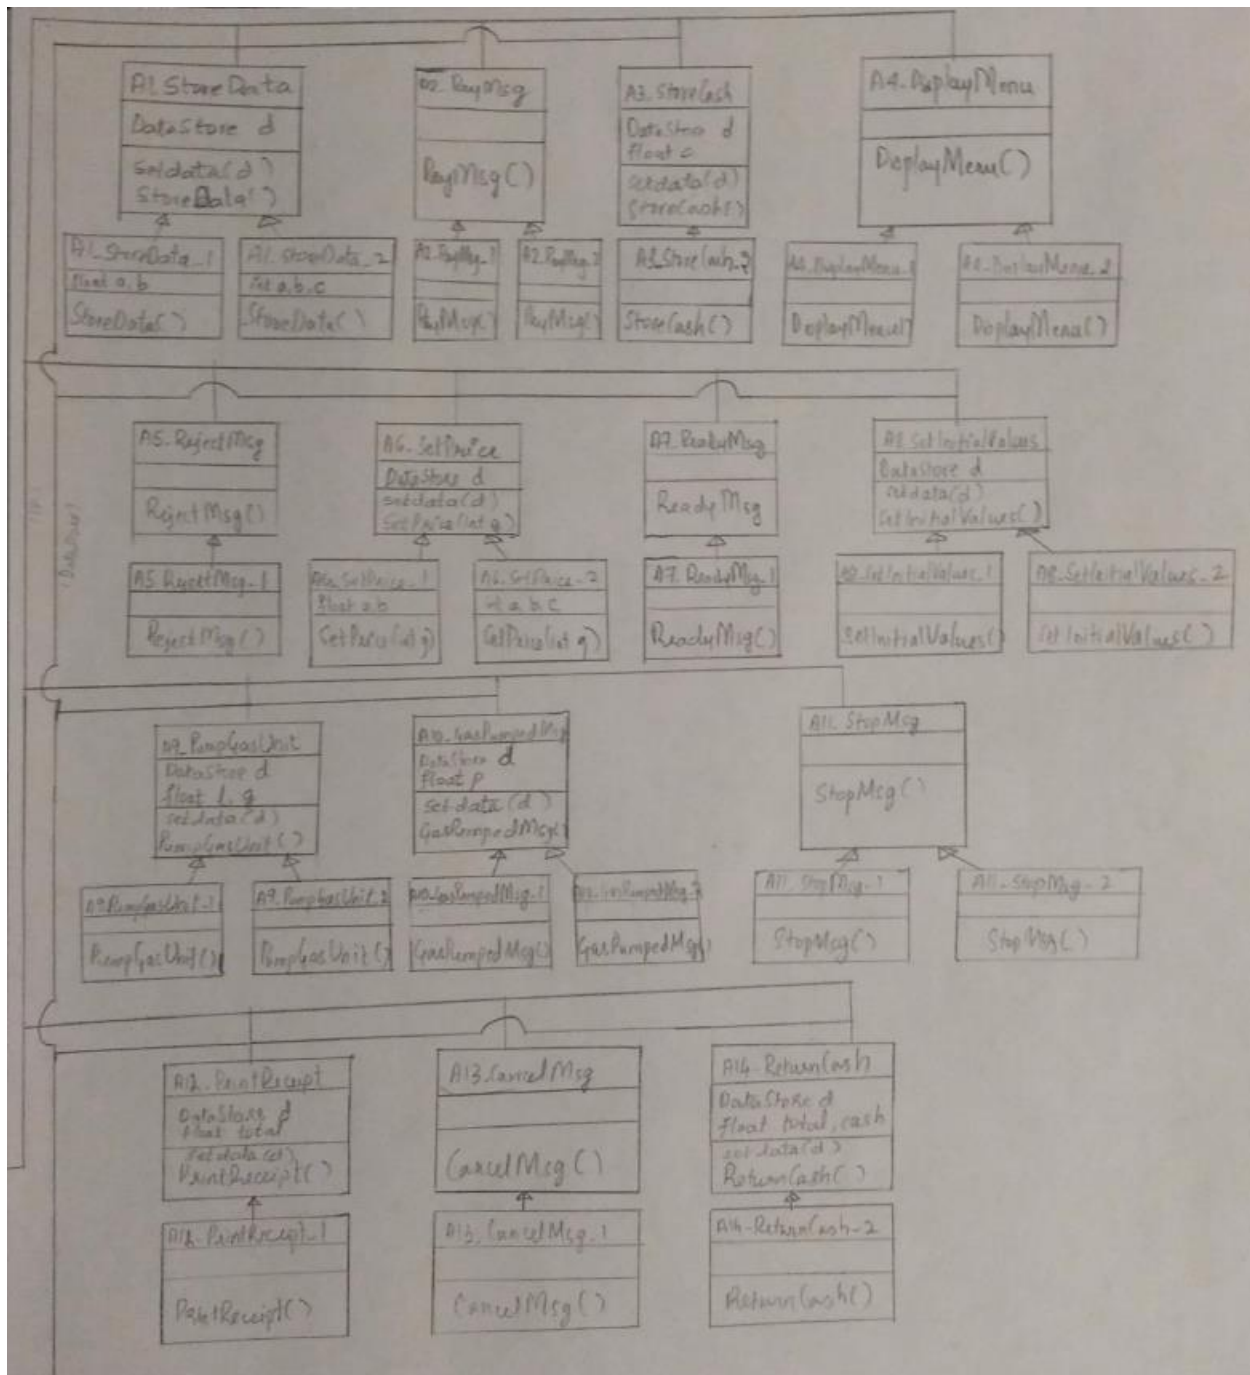 A1.StoreData
DataStore d
setdata(d)
StoreData()
A2.PayMsg
PayMsg()
A3.StoreCash
DataStore d
float c
setdata(d)
StoreCash()
A4.DisplayMenu
DisplayMenu()
A1.StoreData_1
float a,b
StoreData()
A1.StoreData_2
int a,b,c
StoreData()
A2.PayMsg_1
PayMsg()
A2.PayMsg_2
PayMsg()
A3.StoreCash_2
StoreCash()
A4.DisplayMenu_1
DisplayMenu()
A4.DisplayMenu_2
DisplayMenu()
A5.RejectMsg
RejectMsg()
A6.SetPrice
DataStore d
setdata(d)
SetPrice(int g)
A7.ReadyMsg
ReadyMsg
A8.SetInitialValues
DataStore d
setdata(d)
SetInitialValues()
A5.RejectMsg_1
RejectMsg()
A6.SetPrice_1
float a,b
SetPrice(int g)
A6.SetPrice_2
int a,b,c
SetPrice(int g)
A7.ReadyMsg_1
ReadyMsg()
A8.SetInitialValues_1
SetInitialValues()
A8.SetInitialValues_2
SetInitialValues()
A9.PumpGasUnit
DataStore d
float l, g
setdata(d)
PumpGasUnit()
A10.GasPumpedMsg
DataStore d
float p
setdata(d)
GasPumpedMsg()
A11.StopMsg
StopMsg()
A9.PumpGasUnit_1
PumpGasUnit()
A9.PumpGasUnit_2
PumpGasUnit()
A10.GasPumpedMsg_1
GasPumpedMsg()
A10.GasPumpedMsg_2
GasPumpedMsg()
A11.StopMsg_1
StopMsg()
A11.StopMsg_2
StopMsg()
A12.PrintReceipt
DataStore d
float total
setdata(d)
PrintReceipt()
A13.CancelMsg
CancelMsg()
A14.ReturnCash
DataStore d
float total, cash
setdata(d)
ReturnCash()
A12.PrintReceipt_1
PrintReceipt()
A13.CancelMsg_1
CancelMsg()
A14.ReturnCash_2
ReturnCash()